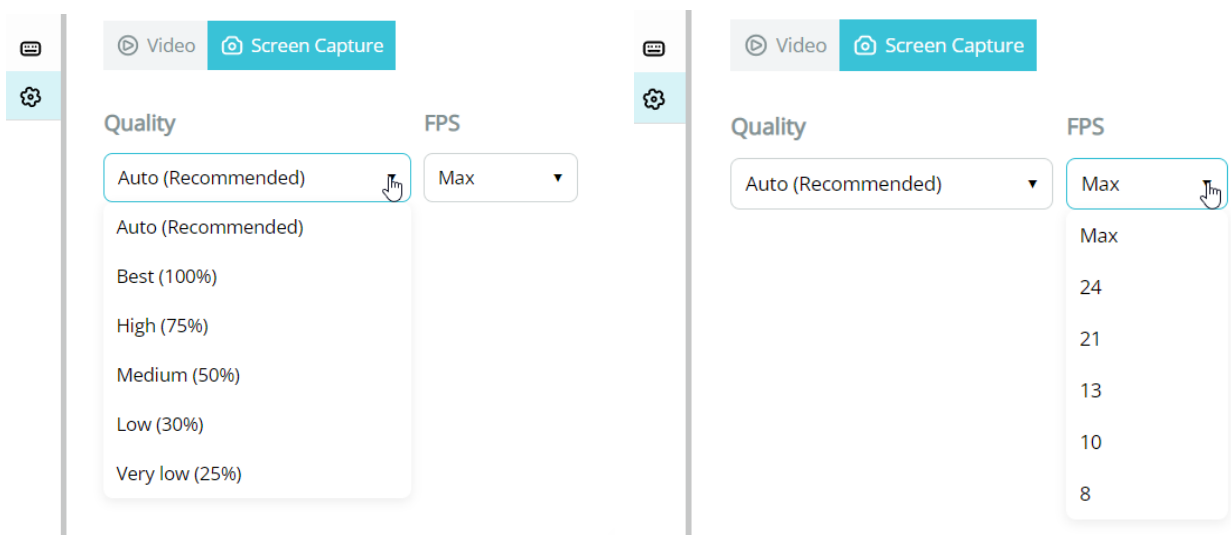 Video Screen Capture
Quality FPS
Auto (Recommended) Max
Auto (Recommended)
Best (100%)
High (75%)
Medium (50%)
Low (30%)
Very low (25%)
Video Screen Capture
Quality FPS
Auto (Recommended) Max
Max
24
21
13
10
8